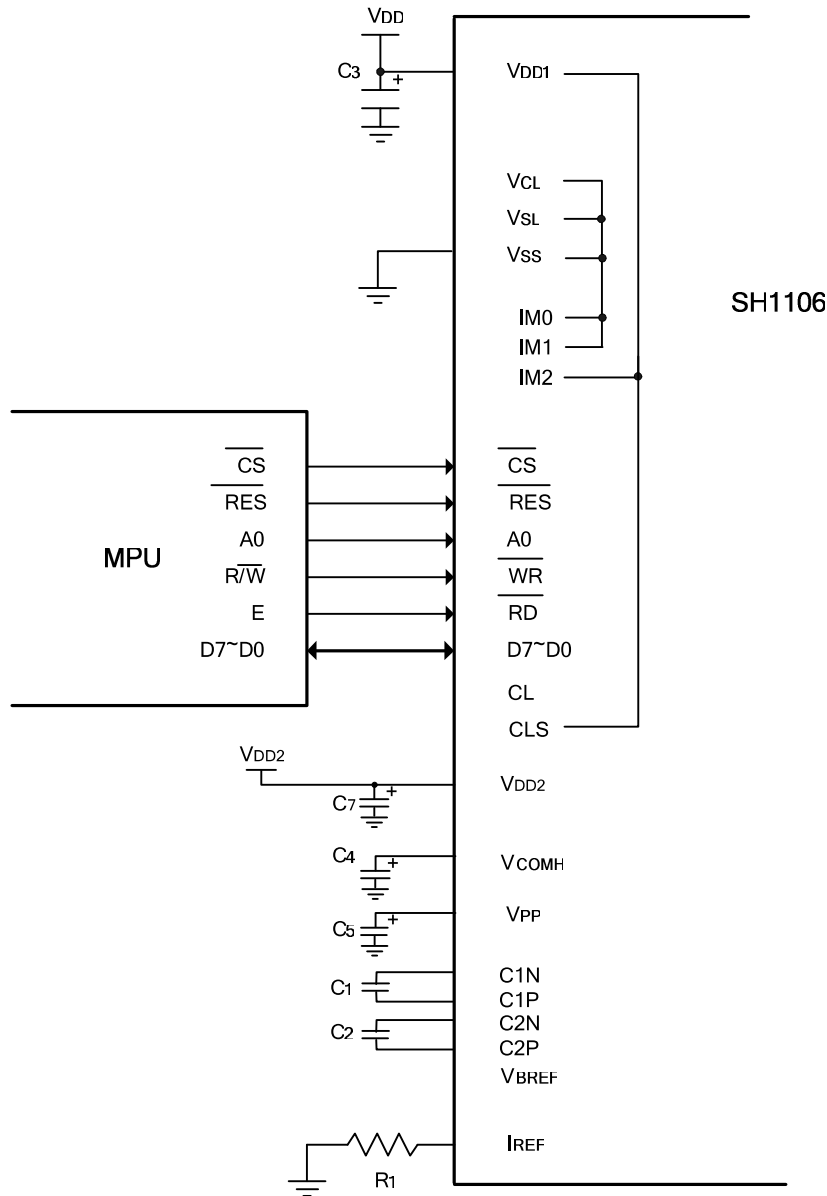 VDD
C3 +
VDD1
VCL
VSL
VSS
SH1106
IM0
IM1
IM2
CS CS
RES RES
A0 A0
MPU
R/W WR
E RD
D7~D0 D7~D0
CL
CLS
VDD2
VDD2
C7 +
C4 +
VCOMH
VPP
C5 +
C1N
C1
C1P
C2N
C2
C2P
VBREF
IREF
R1